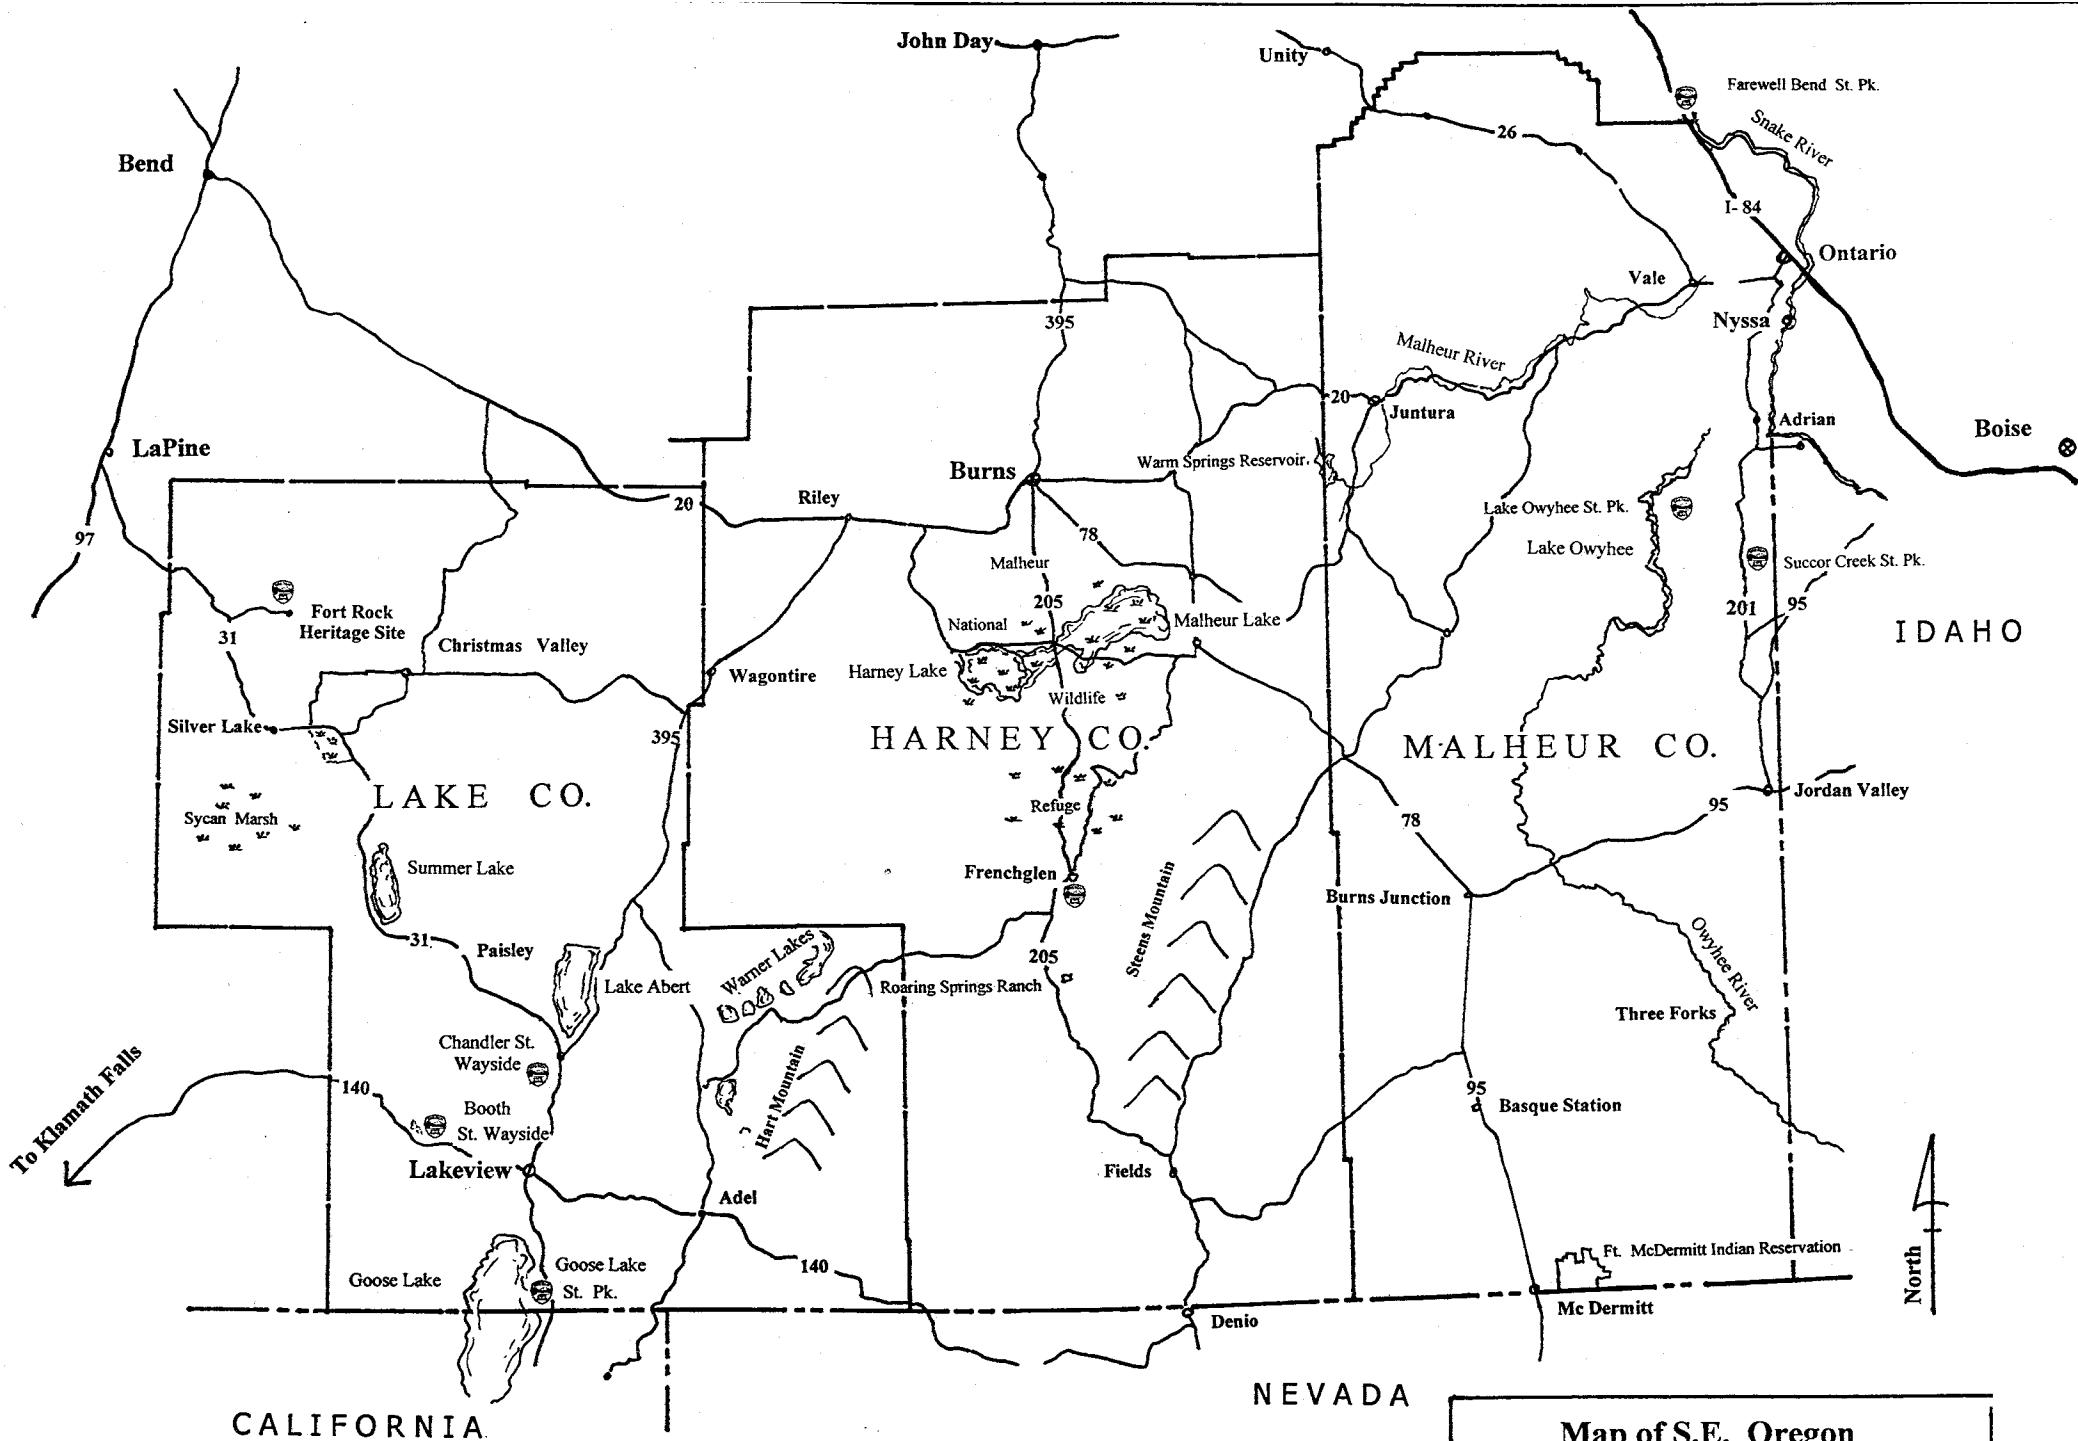 John Day
Unity
Farewell Bend St. Pk.
Snake River
26
Bend
I-84
Ontario
Vale
Nyssa
395
Malheur River
20
Juntura
Adrian
Boise
LaPine
Burns
Warm Springs Reservoir
Riley
20
Lake Owyhee St. Pk.
97
78
Lake Owyhee
Malheur
Succor Creek St. Pk.
205
201
95
Fort Rock
Heritage Site
31
National
Malheur Lake
IDAHO
Christmas Valley
Harney Lake
Wagontire
Wildlife
Silver Lake
395
HARNEY CO.
MALHEUR CO.
LAKE CO.
Jordan Valley
Refuge
95
Sycan Marsh
78
Summer Lake
Frenchglen
Burns Junction
Steens Mountain
31
Paisley
Warner Lakes
205
Owyhee River
Lake Abert
Roaring Springs Ranch
Three Forks
Chandler St.
Wayside
To Klamath Falls
140
Hart Mountain
95
Booth
St. Wayside
Basque Station
Lakeview
Fields
Adel
Goose Lake
Goose Lake
St. Pk.
140
Ft. McDermitt Indian Reservation
North
Mc Dermitt
Denio
NEVADA
CALIFORNIA
Map of S.E. Oregon